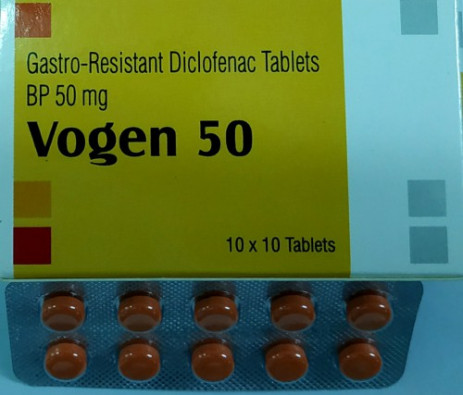 Gastro-Resistant Diclofenac Tablets
BP 50 mg
Vogen 50
10 x 10 Tablets